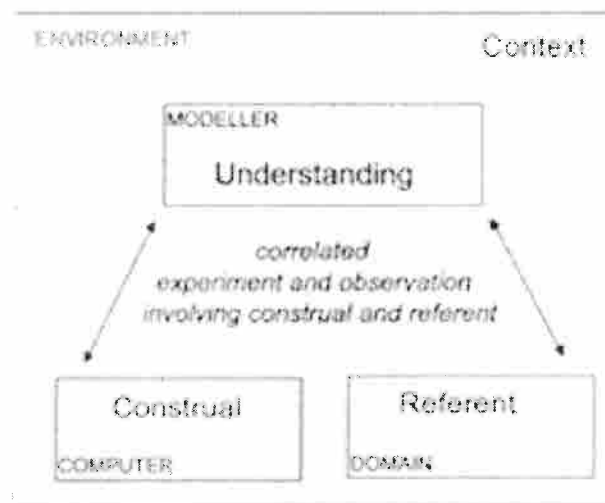 ENVIRONMENT
Context
MODELLER
Understanding
correlated
experiment and observation
involving construal and referent
Construal
COMPUTER
Referent
DOMAIN